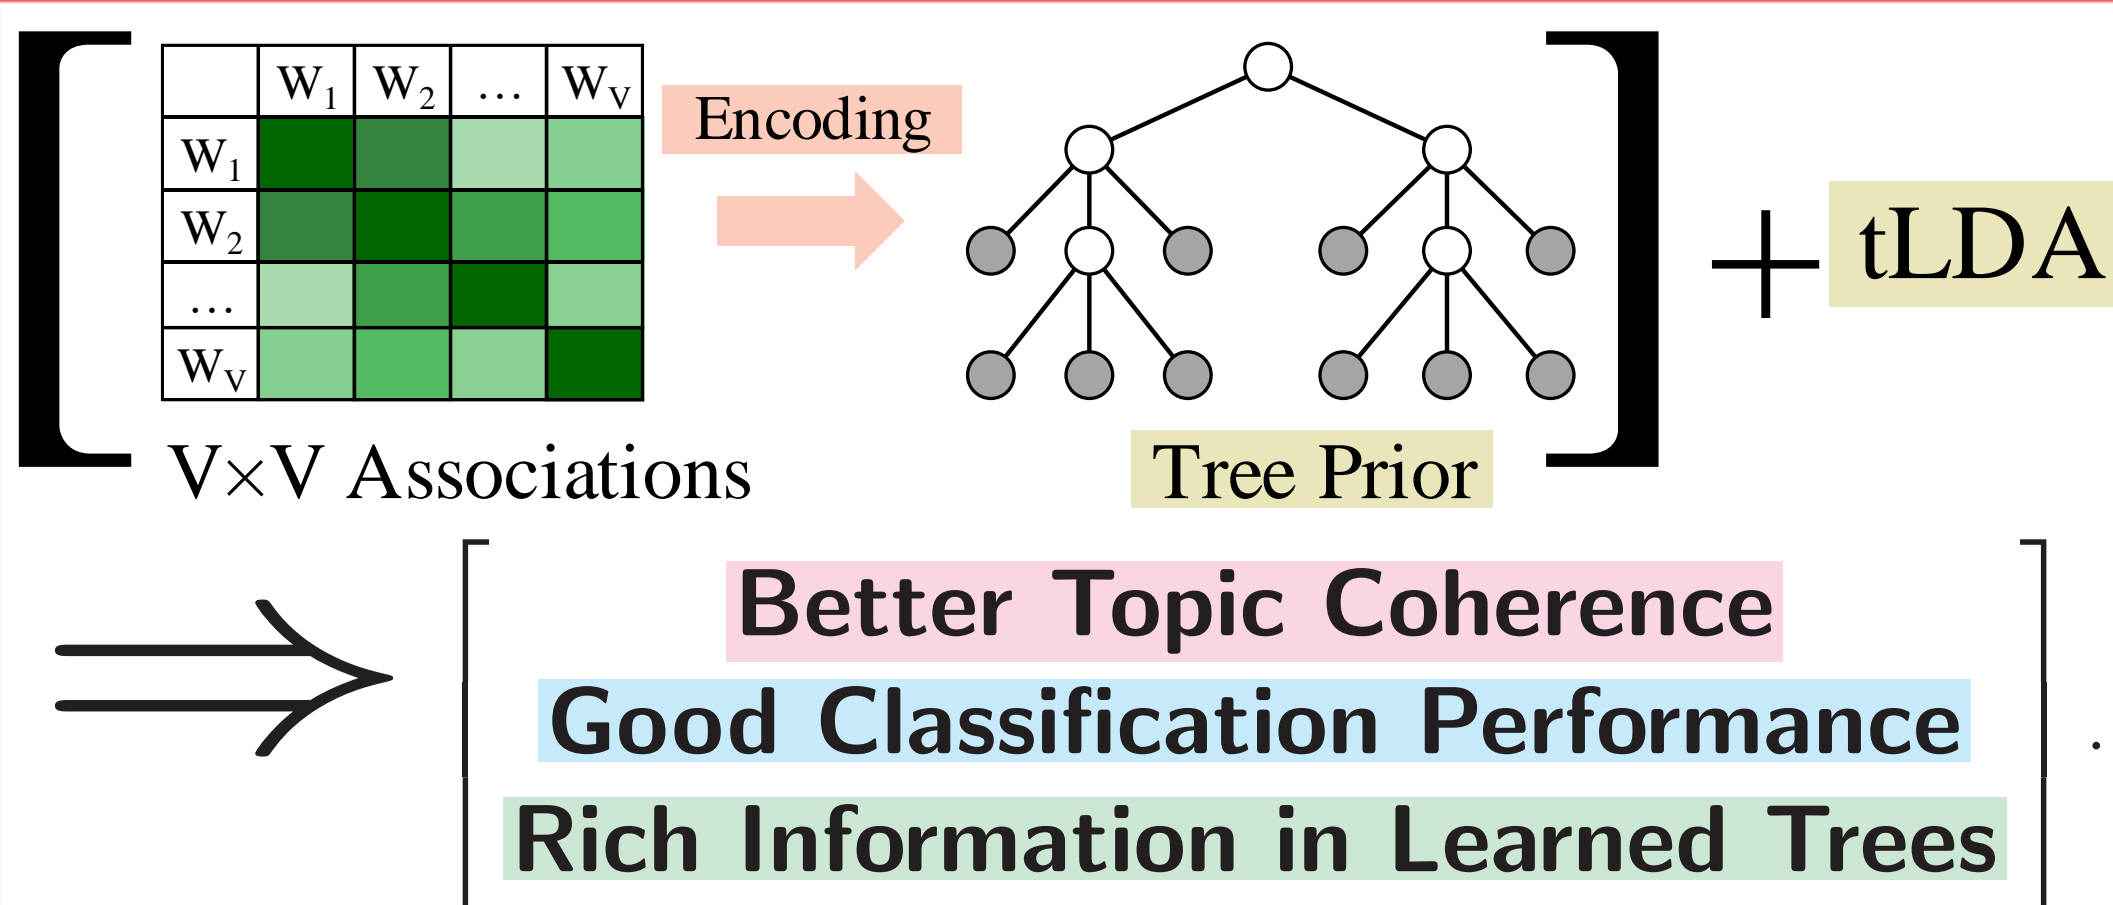 W1 W2 … WV
W1
W2
…
WV
Encoding
V×V Associations
Tree Prior
+
tLDA
⇒
Better Topic Coherence
Good Classification Performance
Rich Information in Learned Trees
.